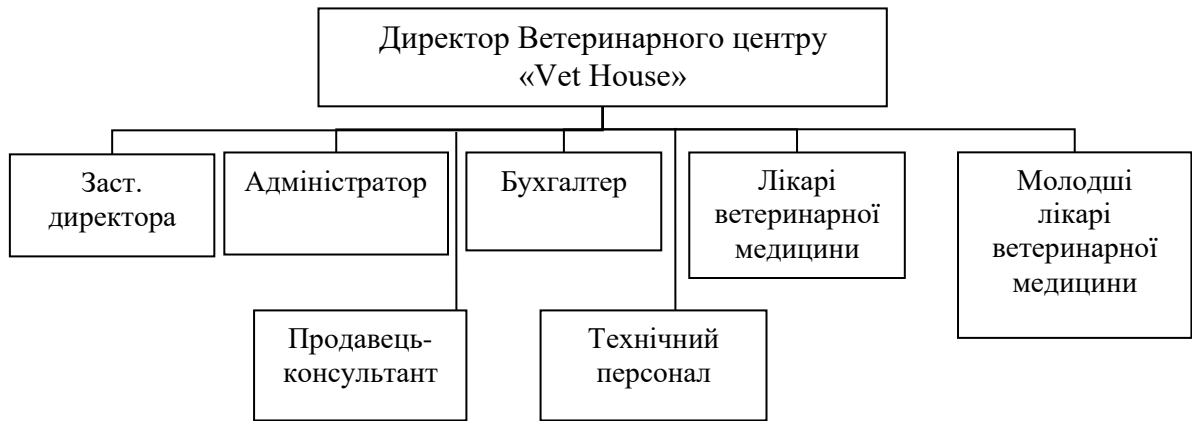 Директор Ветеринарного центру
«Vet House»
Заст.
директора
Адміністратор
Бухгалтер
Лікарі
ветеринарної
медицини
Молодші
лікарі
ветеринарної
медицини
Продавець-
консультант
Технічний
персонал